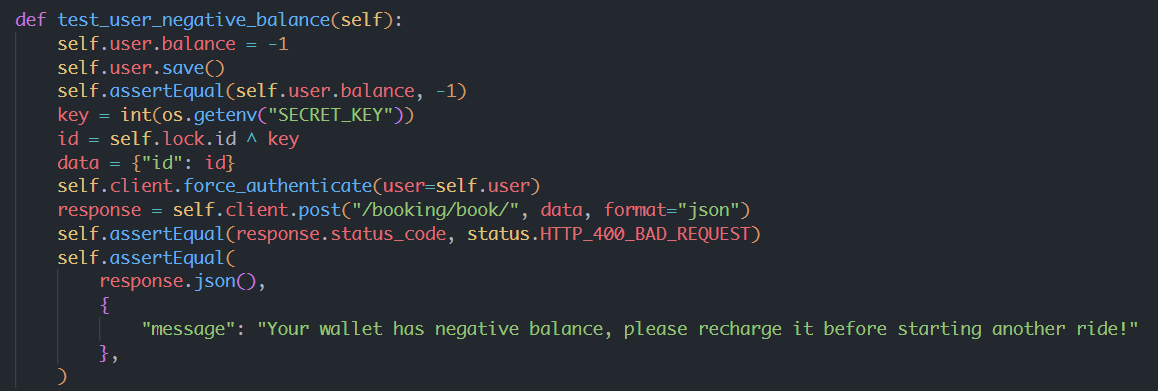 def test_user_negative_balance(self):
    self.user.balance = -1
    self.user.save()
    self.assertEqual(self.user.balance, -1)
    key = int(os.getenv("SECRET_KEY"))
    id = self.lock.id ^ key
    data = {"id": id}
    self.client.force_authenticate(user=self.user)
    response = self.client.post("/booking/book/", data, format="json")
    self.assertEqual(response.status_code, status.HTTP_400_BAD_REQUEST)
    self.assertEqual(
        response.json(),
        {
            "message": "Your wallet has negative balance, please recharge it before starting another ride!"
        },
    )